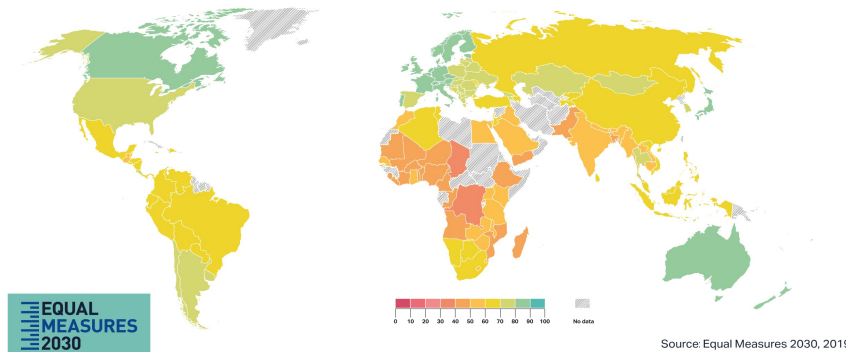 EQUAL
MEASURES
2030
0 10 20 30 40 50 60 70 80 90 100
No data
Source: Equal Measures 2030, 2019